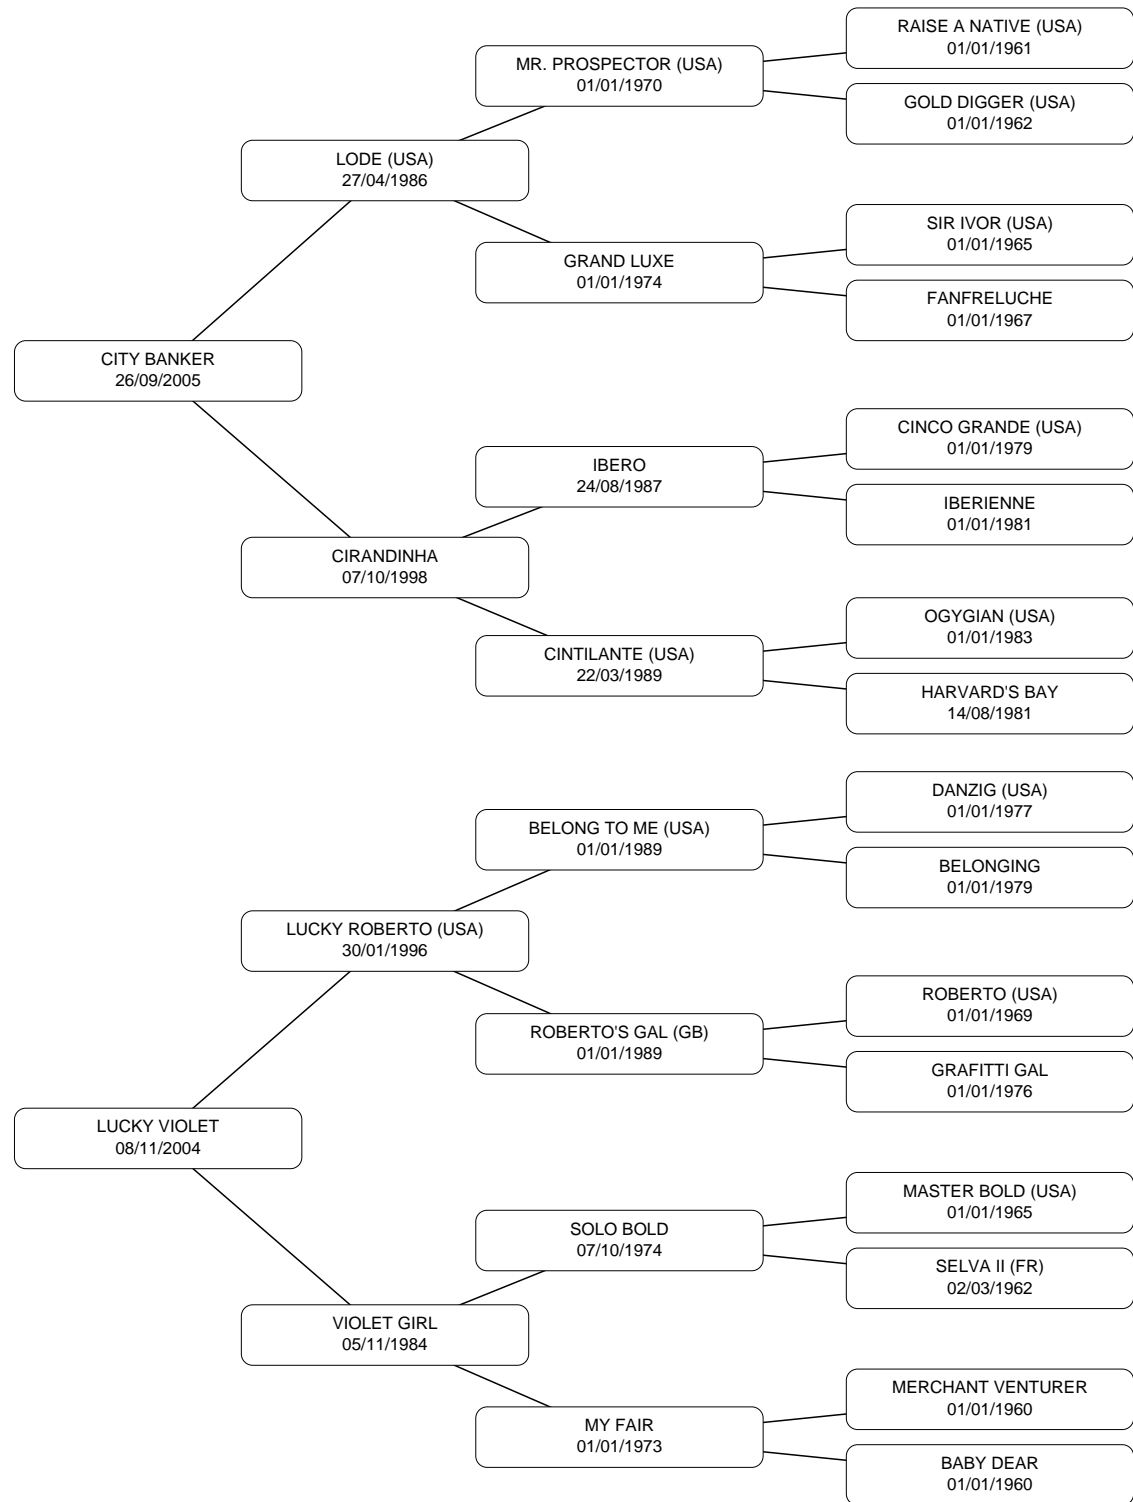 RAISE A NATIVE (USA)
01/01/1961
MR. PROSPECTOR (USA)
01/01/1970
GOLD DIGGER (USA)
01/01/1962
LODE (USA)
27/04/1986
SIR IVOR (USA)
01/01/1965
GRAND LUXE
01/01/1974
FANFRELUCHE
01/01/1967
CITY BANKER
26/09/2005
CINCO GRANDE (USA)
01/01/1979
IBERO
24/08/1987
IBERIENNE
01/01/1981
CIRANDINHA
07/10/1998
OGYGIAN (USA)
01/01/1983
CINTILANTE (USA)
22/03/1989
HARVARD'S BAY
14/08/1981
DANZIG (USA)
01/01/1977
BELONG TO ME (USA)
01/01/1989
BELONGING
01/01/1979
LUCKY ROBERTO (USA)
30/01/1996
ROBERTO (USA)
01/01/1969
ROBERTO'S GAL (GB)
01/01/1989
GRAFITTI GAL
01/01/1976
LUCKY VIOLET
08/11/2004
MASTER BOLD (USA)
01/01/1965
SOLO BOLD
07/10/1974
SELVA II (FR)
02/03/1962
VIOLET GIRL
05/11/1984
MERCHANT VENTURER
01/01/1960
MY FAIR
01/01/1973
BABY DEAR
01/01/1960